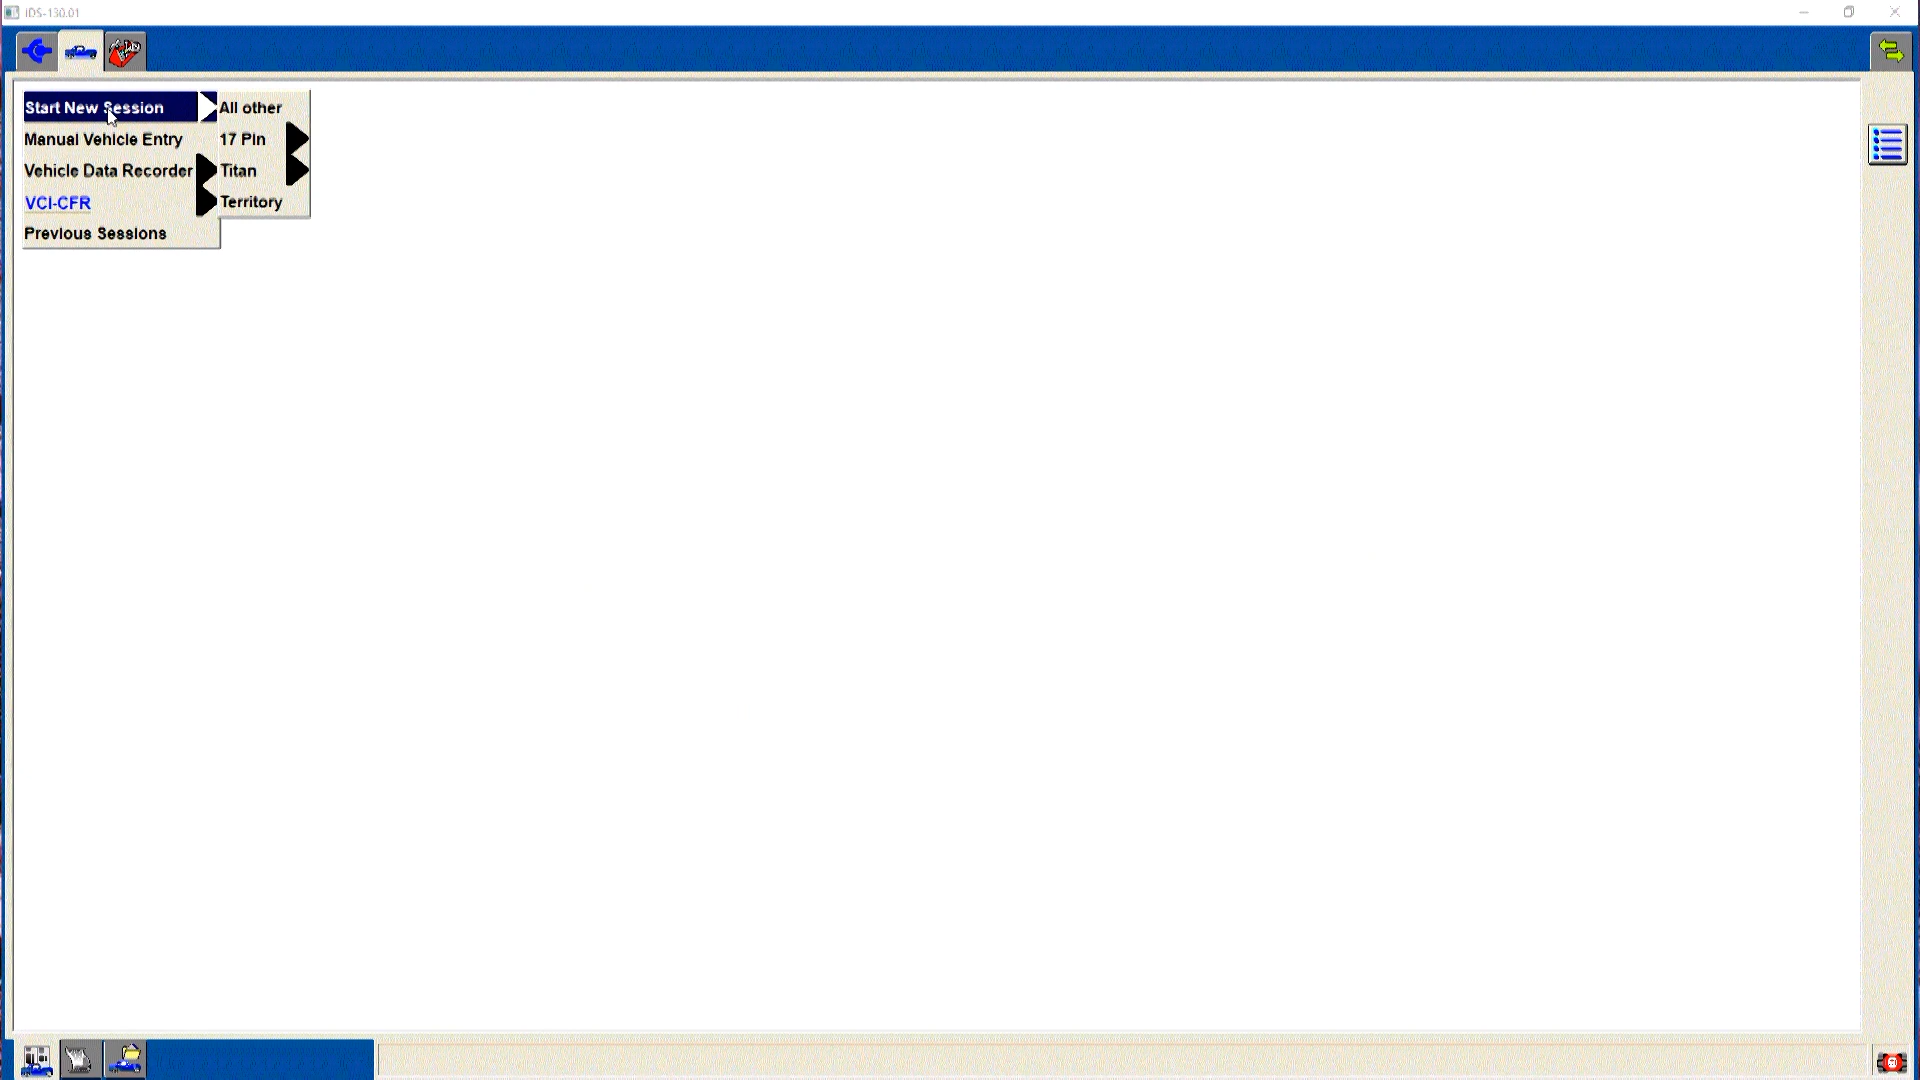 IDS-130.01
Start New Session
All other
Manual Vehicle Entry
17 Pin
Vehicle Data Recorder
Titan
VCI-CFR
Territory
Previous Sessions